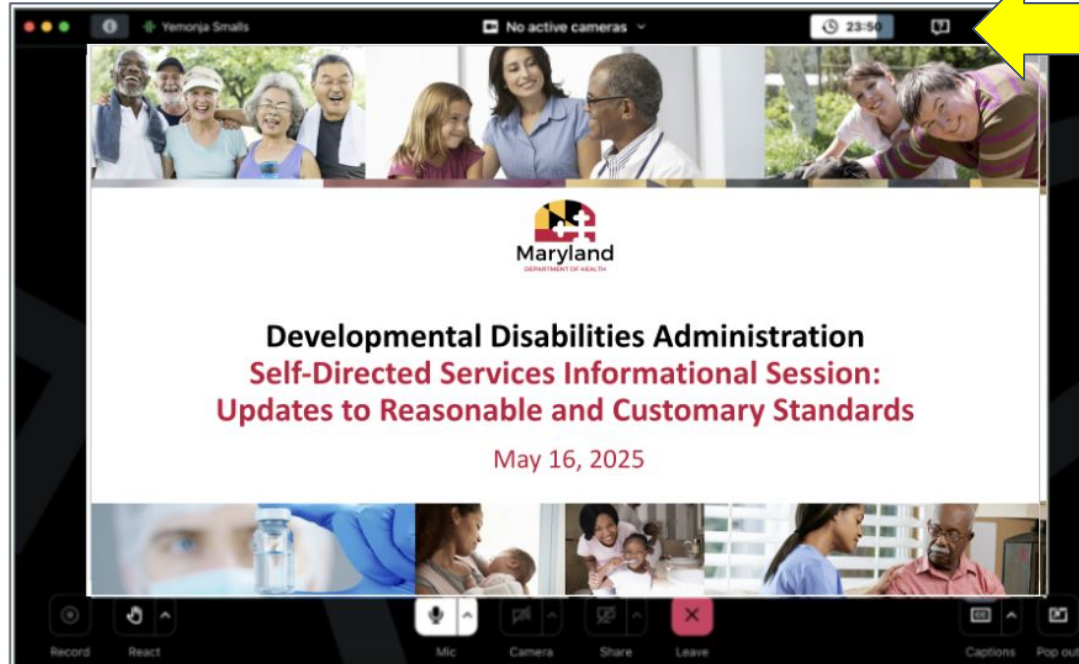 Yemonja Smalls
No active cameras
23:50
Maryland
DEPARTMENT OF HEALTH
Developmental Disabilities Administration
Self-Directed Services Informational Session:
Updates to Reasonable and Customary Standards
May 16, 2025
Record
React
Mic
Camera
Share
Leave
CC
Captions
Pop out